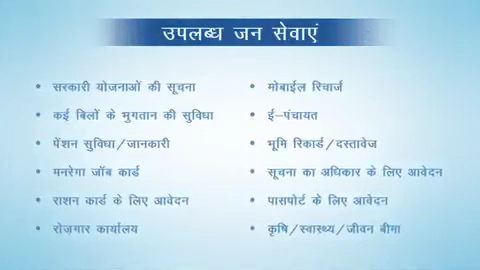 उपलब्ध जन सेवाएं
• सरकारी योजनाओं की सूचना
• कई बिलों के भुगतान की सुविधा
• पेंशन सुविधा/जानकारी
• मनरेगा जॉब कार्ड
• राशन कार्ड के लिए आवेदन
• रोज़गार कार्यालय
• मोबाईल रिचार्ज
• ई-पंचायत
• भूमि रिकार्ड/दस्तावेज
• सूचना का अधिकार के लिए आवेदन
• पासपोर्ट के लिए आवेदन
• कृषि/स्वास्थ्य/जीवन बीमा